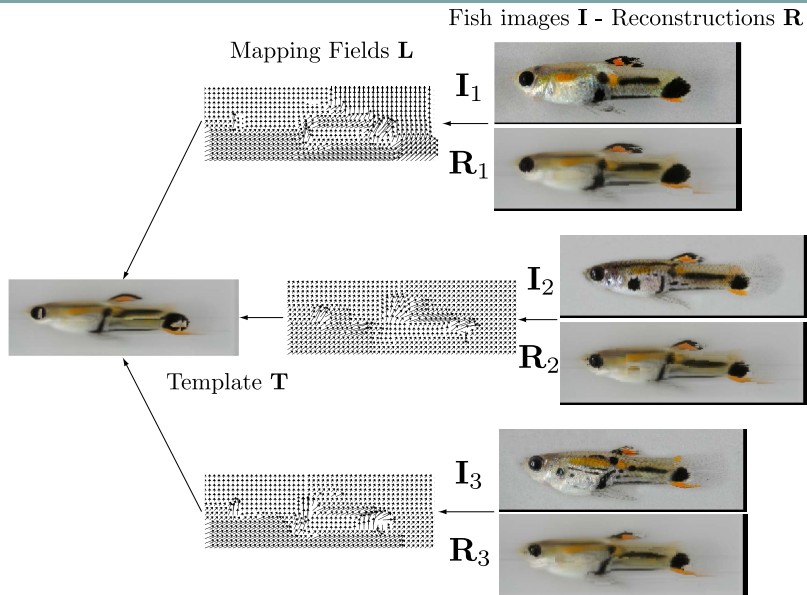 Fish images I - Reconstructions R
Mapping Fields L
I1
R1
I2
R2
Template T
I3
R3